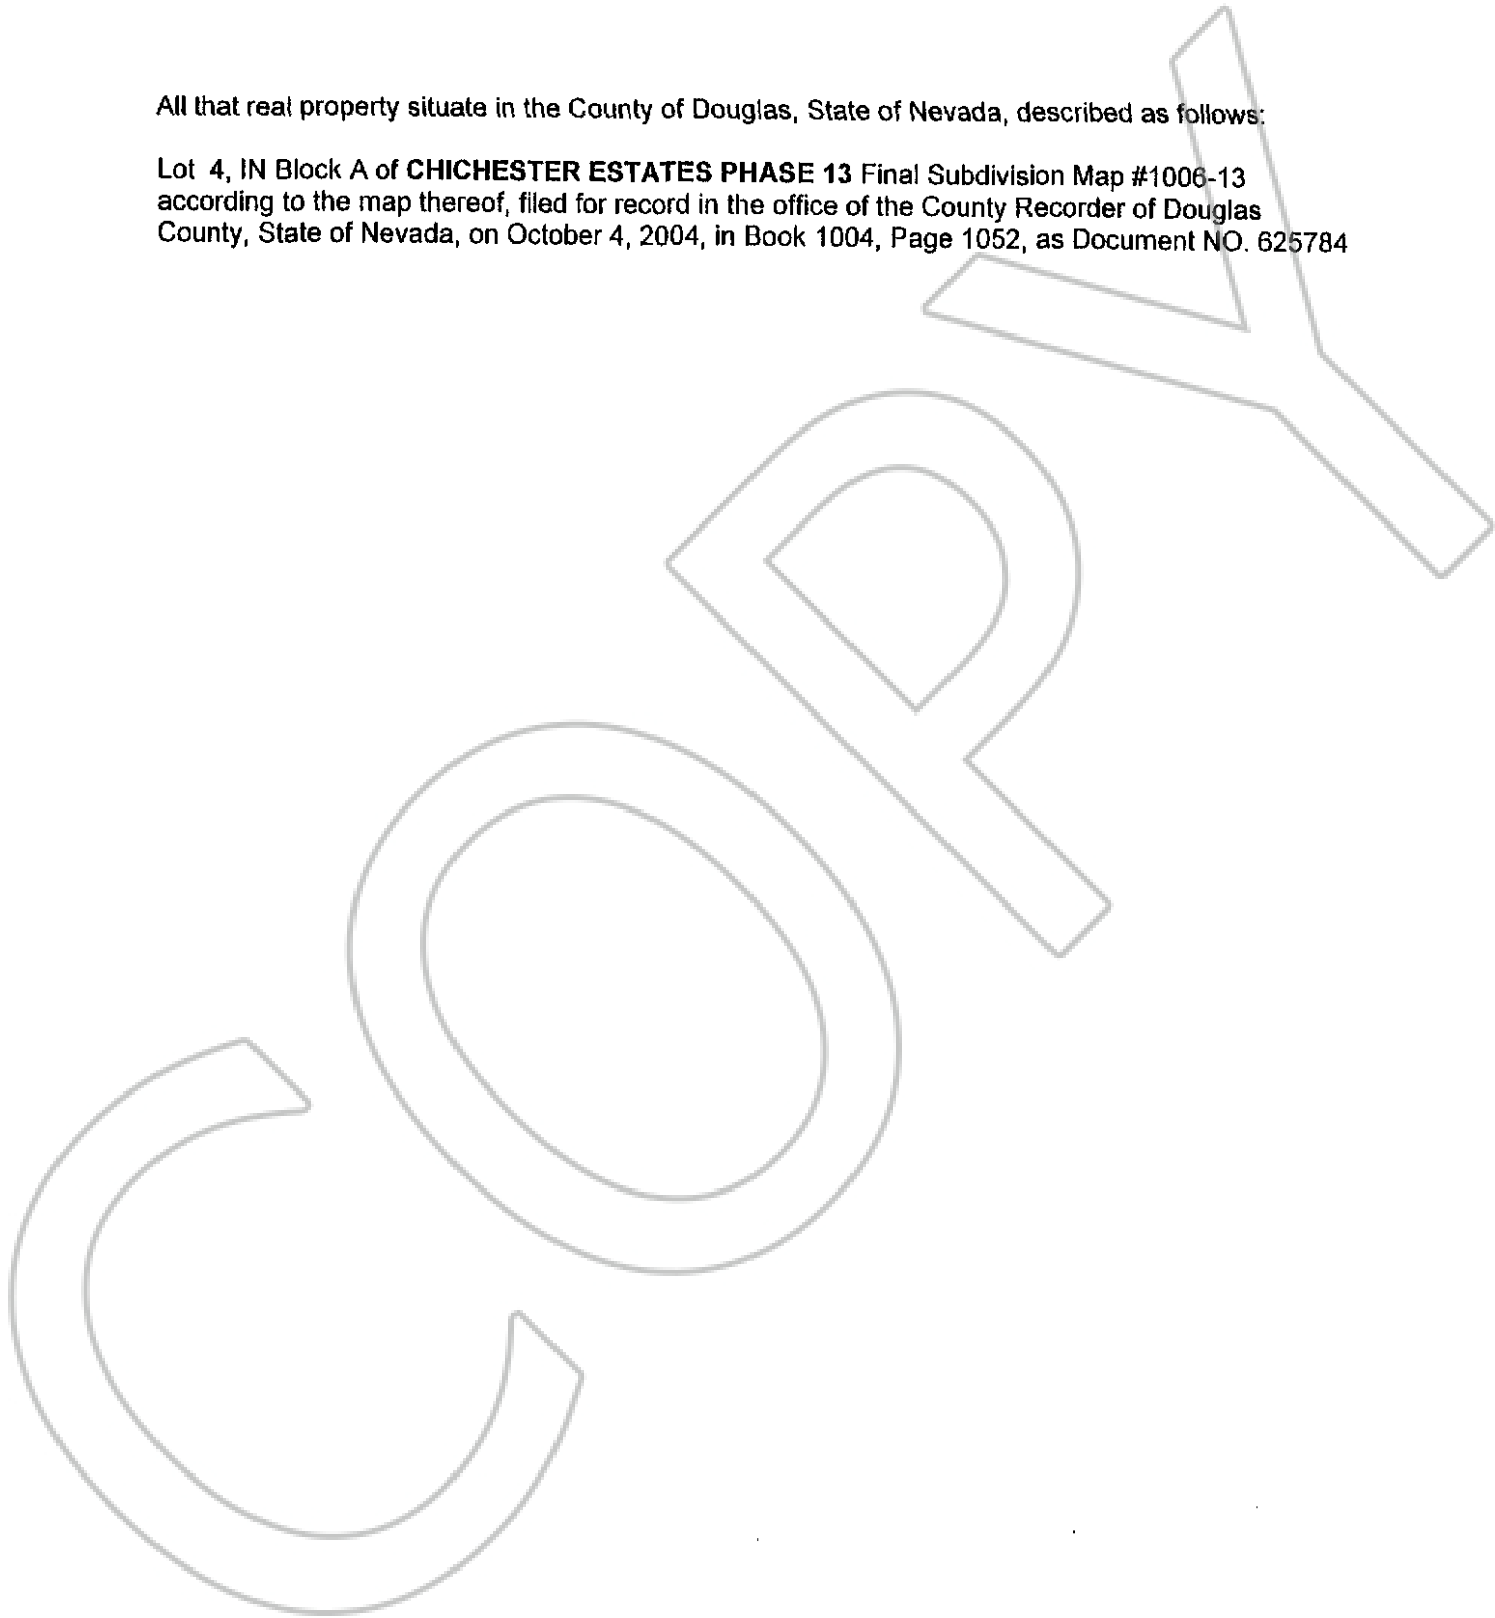 All that real property situate in the County of Douglas, State of Nevada, described as follows:
Lot 4, IN Block A of CHICHESTER ESTATES PHASE 13 Final Subdivision Map #1006-13
according to the map thereof, filed for record in the office of the County Recorder of Douglas
County, State of Nevada, on October 4, 2004, in Book 1004, Page 1052, as Document NO. 625784
COPY